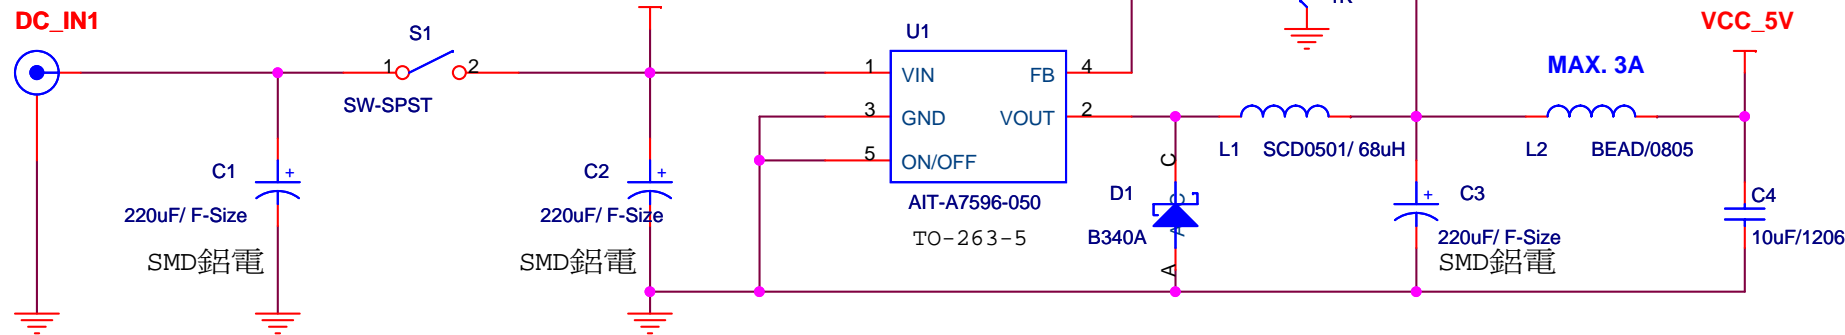 DC_IN1
S1
1
2
SW-SPST
C1
+
220uF/ F-Size
SMD鋁電
C2
+
220uF/ F-Size
SMD鋁電
U1
1
VIN
FB
4
3
GND
VOUT
2
5
ON/OFF
AIT-A7596-050
TO-263-5
D1
C
C
A
A
B340A
L1
SCD0501/ 68uH
C3
+
220uF/ F-Size
SMD鋁電
MAX. 3A
L2
BEAD/0805
VCC_5V
C4
10uF/1206